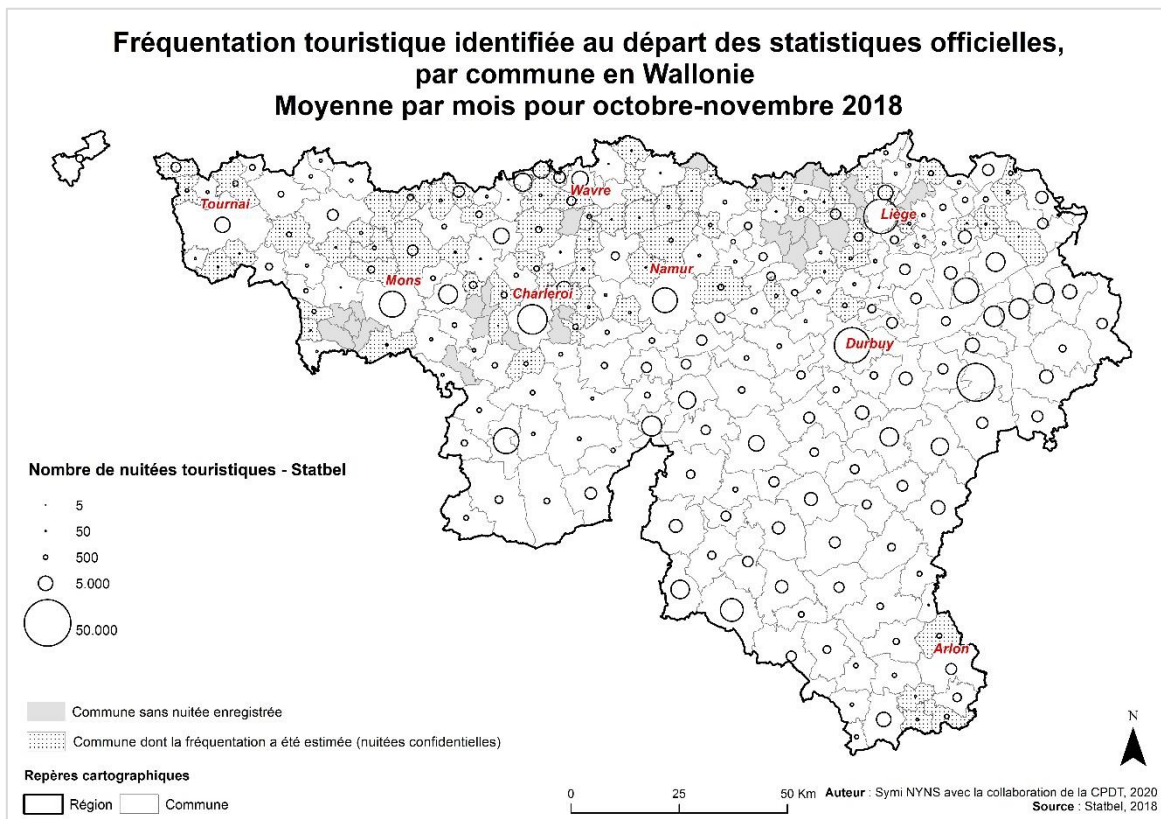 Fréquentation touristique identifiée au départ des statistiques officielles,
par commune en Wallonie
Moyenne par mois pour octobre-novembre 2018
Wavre
Tournai
Liège
Namur
Mons
Charleroi
Durbuy
Arlon
Nombre de nuitées touristiques - Statbel
5
50
500
5.000
50.000
Commune sans nuitée enregistrée
Commune dont la fréquentation a été estimée (nuitées confidentielles)
Repères cartographiques
Région Commune
0 25 50 Km
N
Auteur : Symi NYNS avec la collaboration de la CPDT, 2020
Source : Statbel, 2018